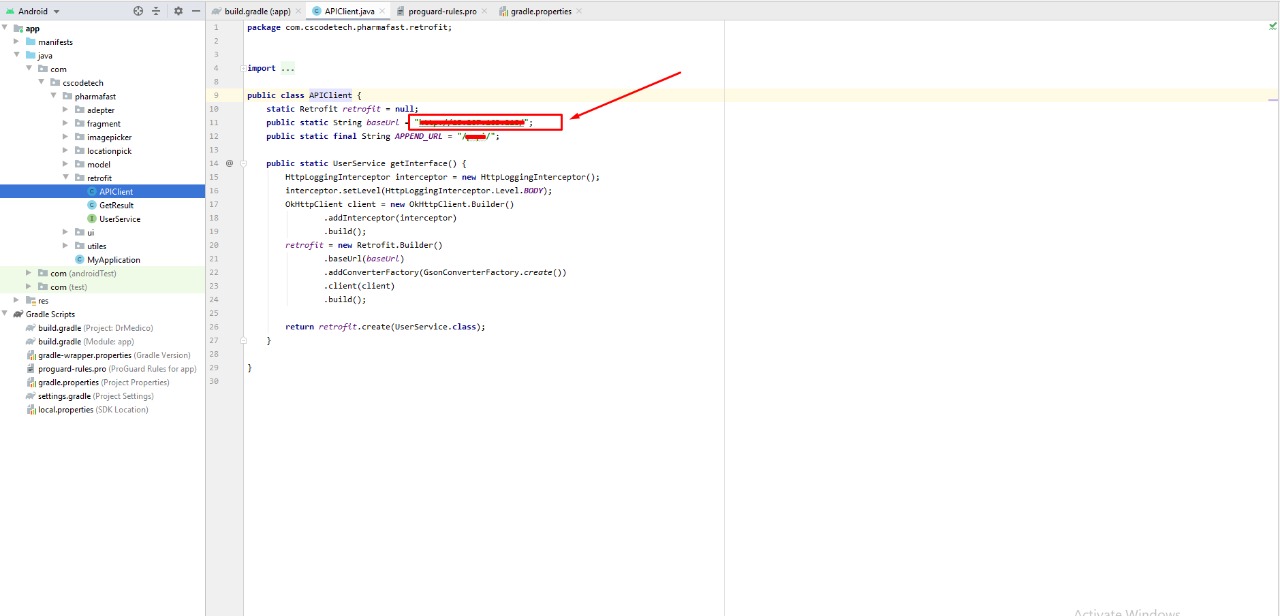 Android
build.gradle (:app)
APIClient.java
proguard-rules.pro
gradle.properties
app
manifests
java
com
cscodetech
pharmafast
adepter
fragment
imagepicker
locationpick
model
retrofit
APIClient
GetResult
UserService
ui
utiles
MyApplication
com (androidTest)
com (test)
res
Gradle Scripts
build.gradle (Project: DrMedico)
build.gradle (Module: app)
gradle-wrapper.properties (Gradle Version)
proguard-rules.pro (ProGuard Rules for app)
gradle.properties (Project Properties)
settings.gradle (Project Settings)
local.properties (SDK Location)
1 package com.cscodetech.pharmafast.retrofit;
2
3
4 import ...
8
9 public class APIClient {
10 static Retrofit retrofit = null;
11 public static String baseUrl = "";
12 public static final String APPEND_URL = "/ /";
13
14 @ public static UserService getInterface() {
15 HttpLoggingInterceptor interceptor = new HttpLoggingInterceptor();
16 interceptor.setLevel(HttpLoggingInterceptor.Level.BODY);
17 OkHttpClient client = new OkHttpClient.Builder()
18 .addInterceptor(interceptor)
19 .build();
20 retrofit = new Retrofit.Builder()
21 .baseUrl(baseUrl)
22 .addConverterFactory(GsonConverterFactory.create())
23 .client(client)
24 .build();
25
26 return retrofit.create(UserService.class);
27 }
28
29 }
30
Activate Windows